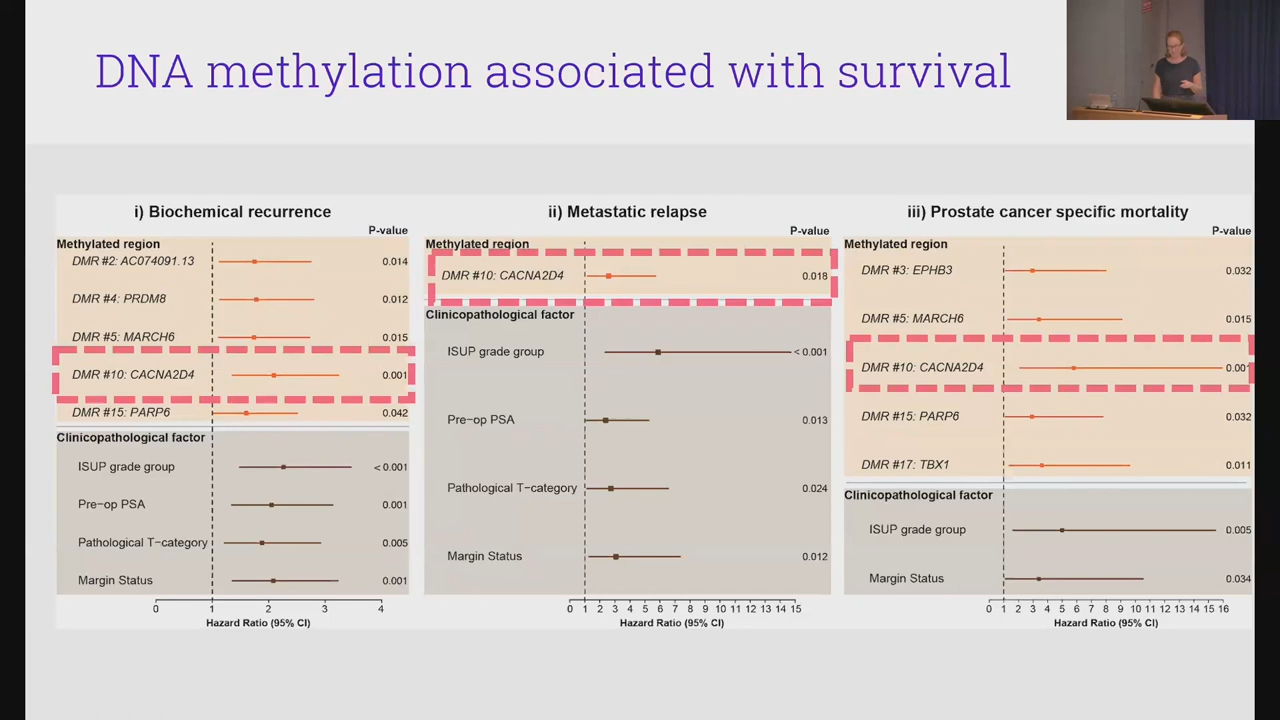 DNA methylation associated with survival
i) Biochemical recurrence
P-value
Methylated region
DMR #2: AC074091.13 0.014
DMR #4: PRDM8 0.012
DMR #5: MARCH6 0.015
DMR #10: CACNA2D4 0.001
DMR #15: PARP6 0.042
Clinicopathological factor
ISUP grade group < 0.001
Pre-op PSA 0.001
Pathological T-category 0.005
Margin Status 0.001
0 1 2 3 4
Hazard Ratio (95% CI)
ii) Metastatic relapse
P-value
Methylated region
DMR #10: CACNA2D4 0.018
Clinicopathological factor
ISUP grade group < 0.001
Pre-op PSA 0.013
Pathological T-category 0.024
Margin Status 0.012
0 1 2 3 4 5 6 7 8 9 10 11 12 13 14 15
Hazard Ratio (95% CI)
iii) Prostate cancer specific mortality
P-value
Methylated region
DMR #3: EPHB3 0.032
DMR #5: MARCH6 0.015
DMR #10: CACNA2D4 0.001
DMR #15: PARP6 0.032
DMR #17: TBX1 0.011
Clinicopathological factor
ISUP grade group 0.005
Margin Status 0.034
0 1 2 3 4 5 6 7 8 9 10 11 12 13 14 15 16
Hazard Ratio (95% CI)